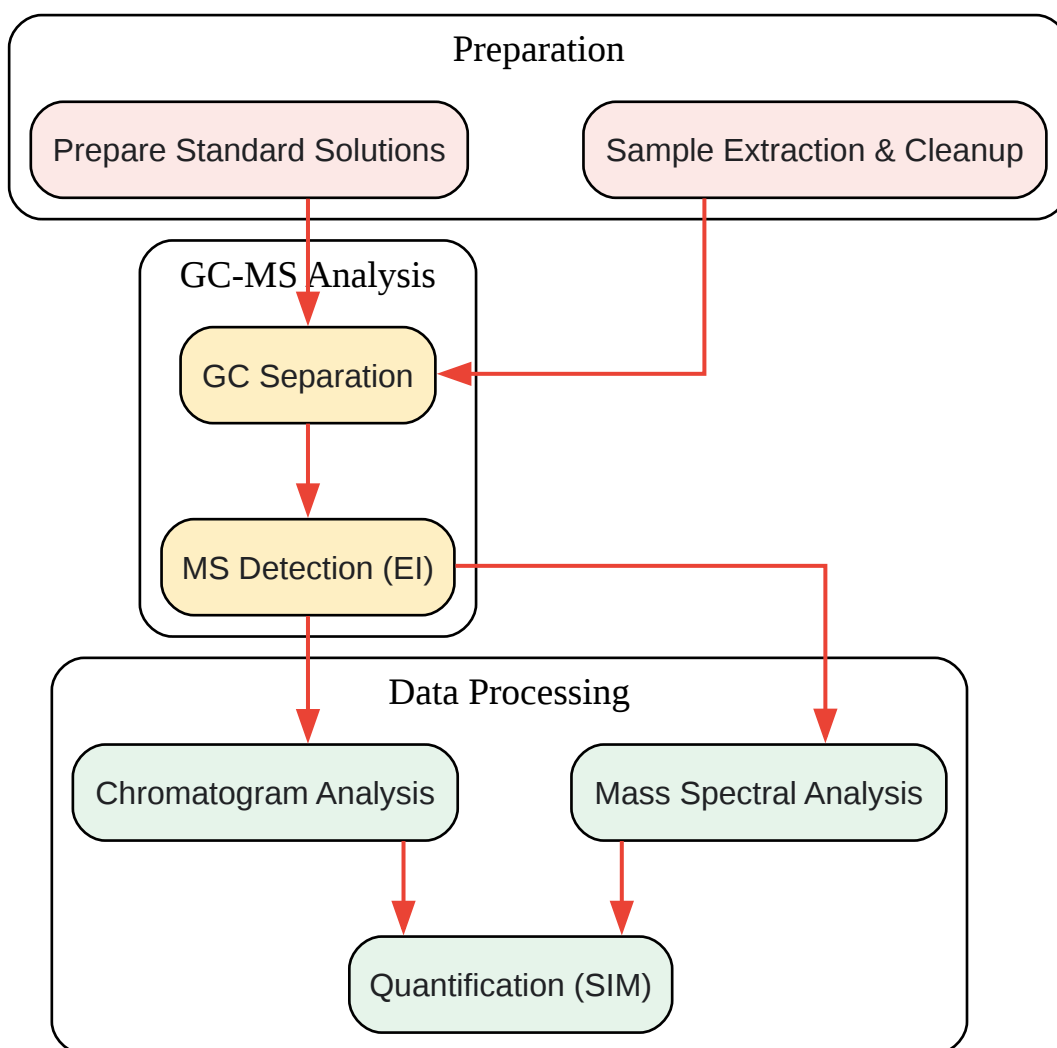 Preparation
Prepare Standard Solutions
Sample Extraction & Cleanup
GC-MS Analysis
GC Separation
MS Detection (EI)
Data Processing
Chromatogram Analysis
Mass Spectral Analysis
Quantification (SIM)